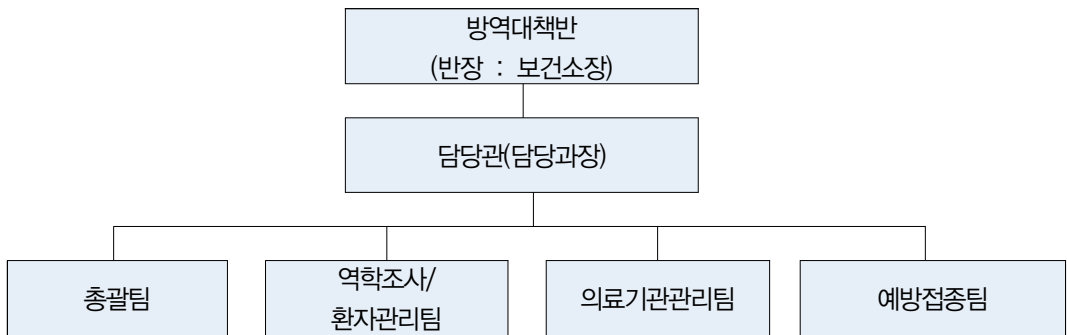 방역대책반
(반장 : 보건소장)
담당관(담당과장)
총괄팀
역학조사/
환자관리팀
의료기관관리팀
예방접종팀